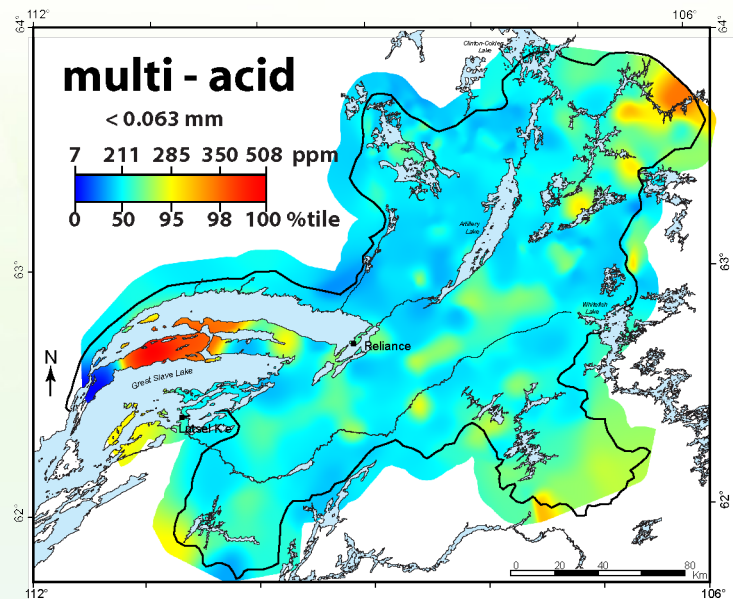 112°
106°
64°
64°
Clinton-Colden
Lake
multi - acid
< 0.063 mm
7 211 285 350 508 ppm
0 50 95 98 100 %tile
Artillery
Lake
63°
63°
Whitefish
Lake
N
Reliance
Great Slave Lake
Lutsel K'e
62°
62°
0 20 40 80
Km
112°
106°